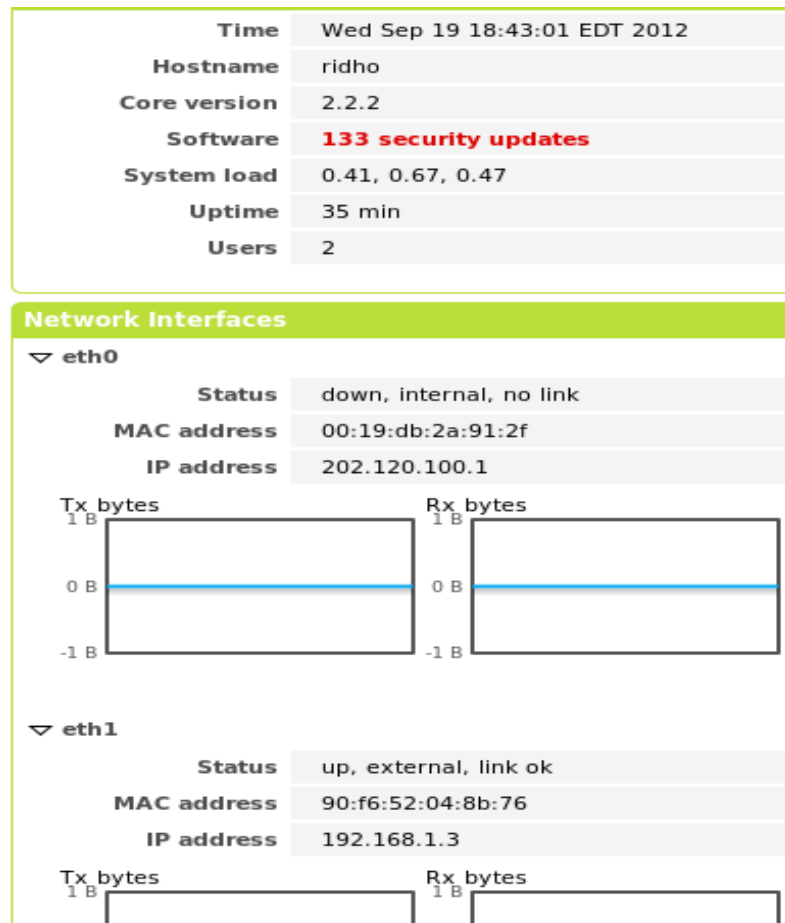 Time Wed Sep 19 18:43:01 EDT 2012
Hostname ridho
Core version 2.2.2
Software 133 security updates
System load 0.41, 0.67, 0.47
Uptime 35 min
Users 2
Network Interfaces
eth0
Status down, internal, no link
MAC address 00:19:db:2a:91:2f
IP address 202.120.100.1
Tx bytes Rx bytes
1 B 1 B
0 B 0 B
-1 B -1 B
eth1
Status up, external, link ok
MAC address 90:f6:52:04:8b:76
IP address 192.168.1.3
Tx bytes Rx bytes
1 B 1 B